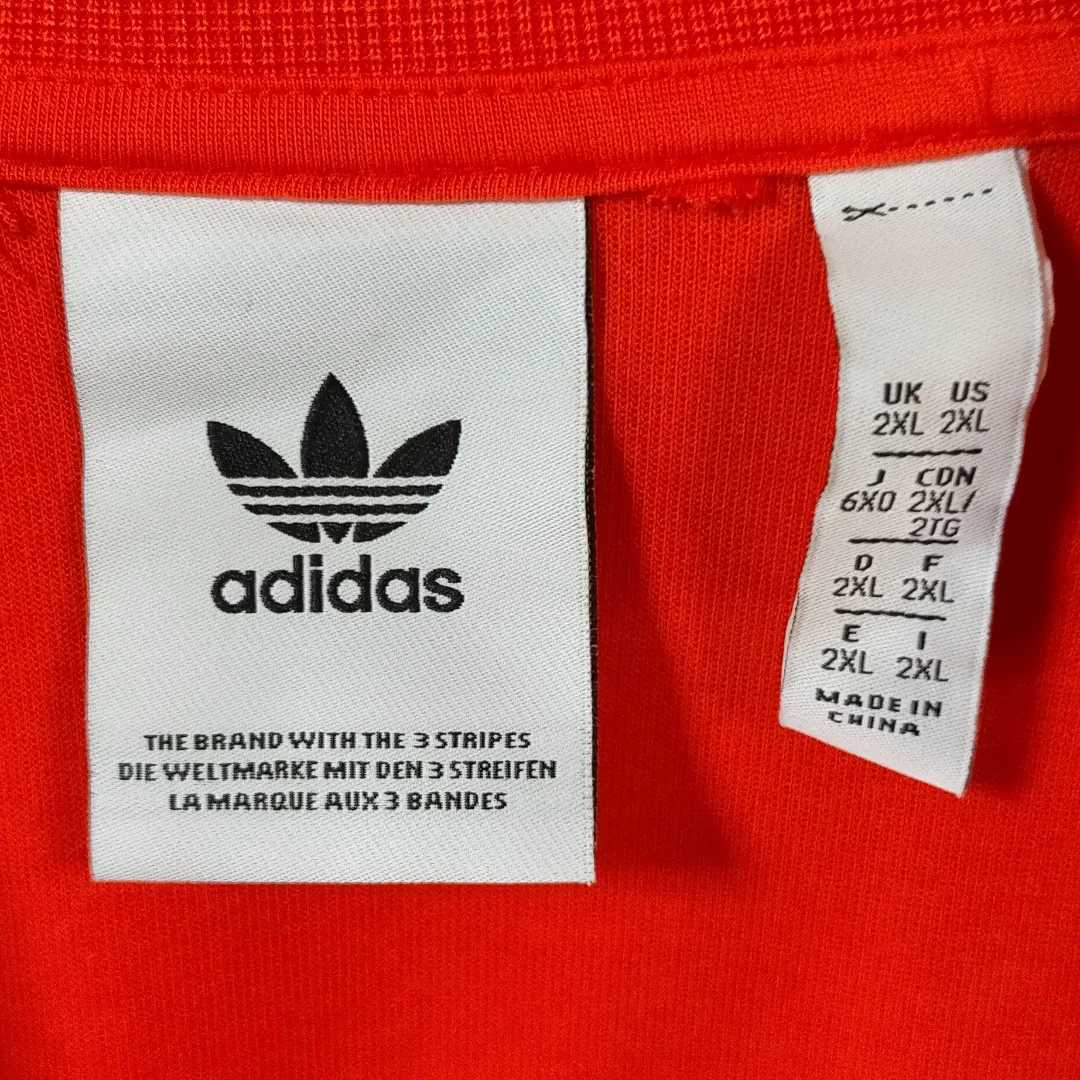 adidas
THE BRAND WITH THE 3 STRIPES
DIE WELTMARKE MIT DEN 3 STREIFEN
LA MARQUE AUX 3 BANDES
UK US
2XL 2XL
J CDN
6XO 2XL/
2TG
D F
2XL 2XL
E I
2XL 2XL
MADE IN
CHINA